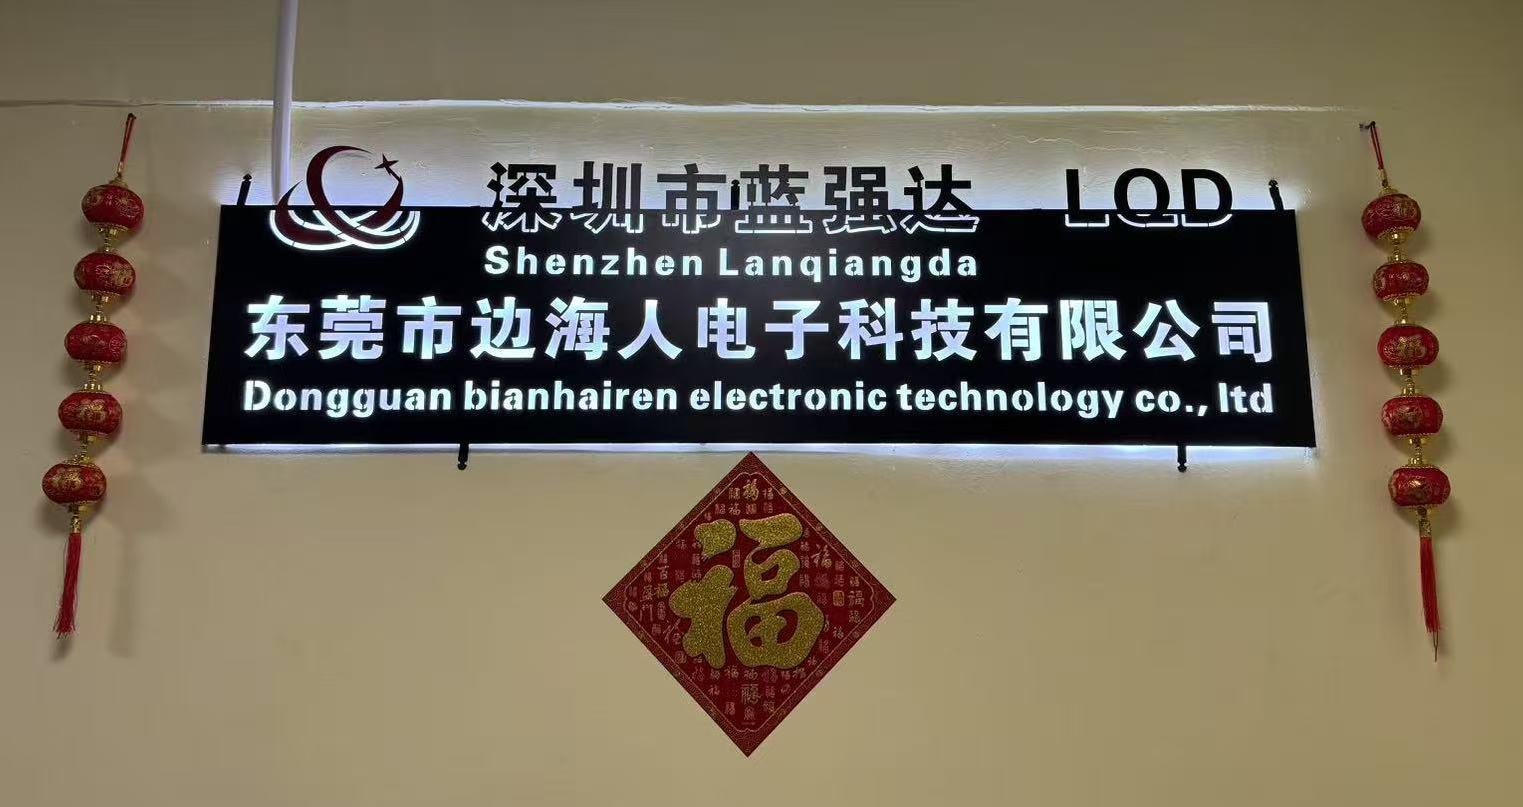 深圳市蓝强达 LQD
Shenzhen Lanqiangda
东莞市边海人电子科技有限公司
Dongguan bianhairen electronic technology co., ltd
福